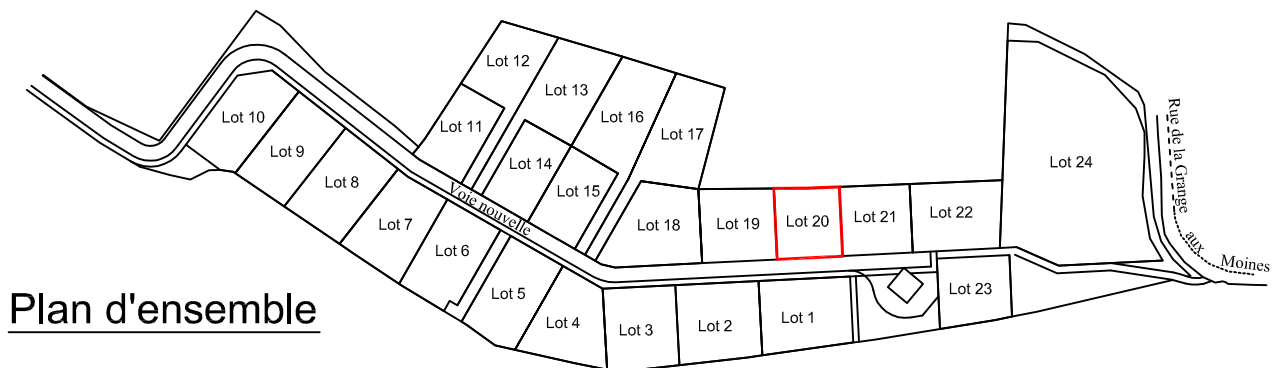 Lot 12
Lot 13
Lot 16
Lot 10
Lot 11
Lot 17
Lot 9
Lot 14
Lot 24
Rue de la Grange
aux
Moines
Lot 8
Lot 15
Voie nouvelle
Lot 7
Lot 18
Lot 19
Lot 20
Lot 21
Lot 22
Lot 6
Lot 5
Lot 23
Plan d'ensemble
Lot 4
Lot 3
Lot 2
Lot 1